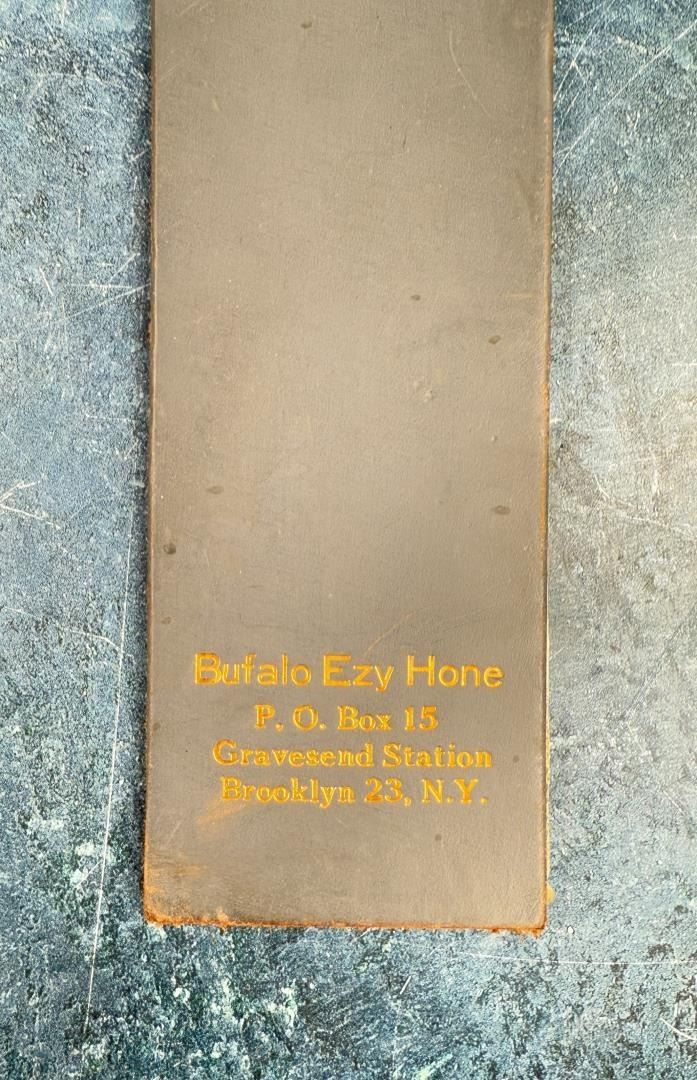 Bufalo Ezy Hone
P. O. Box 15
Gravesend Station
Brooklyn 23, N.Y.